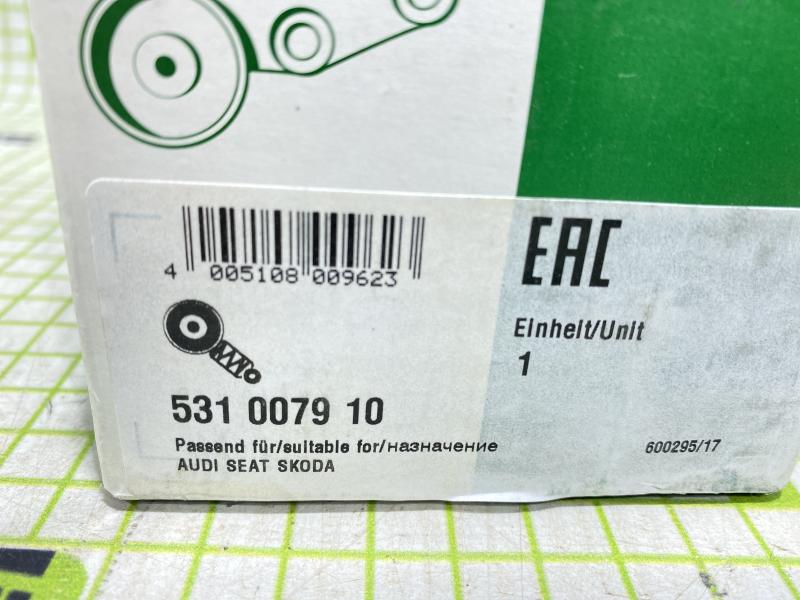 4 005108 009623
EAC
Einheit/Unit
1
531 0079 10
Passend für/suitable for/назначение
AUDI SEAT SKODA
600295/17